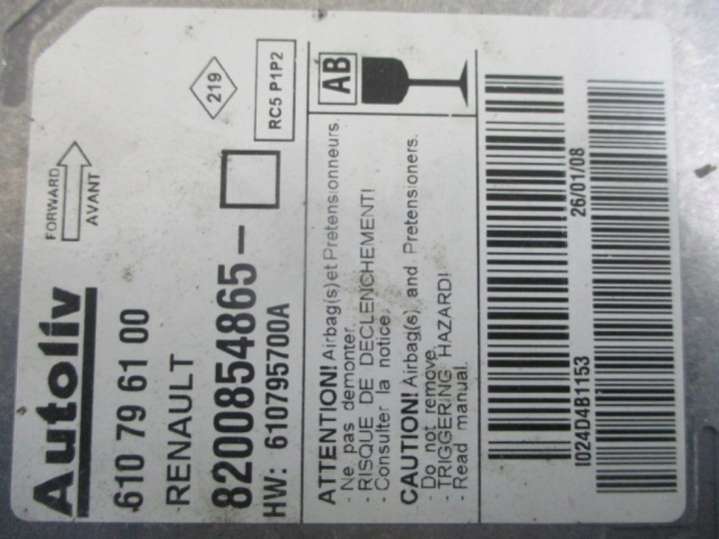 FORWARD
AVANT
219
RC5 P1P2
Autoliv
610 79 61 00
RENAULT
8200854865-
HW: 610795700A
AB
ATTENTION! Airbag(s) et Pretensionneurs.
- Ne pas demonter.
- RISQUE DE DECLENCHEMENT!
- Consulter la notice.
CAUTION! Airbag(s) and Pretensioners.
- Do not remove.
- TRIGGERING HAZARD!
- Read manual.
I024D4B1153 26/01/08